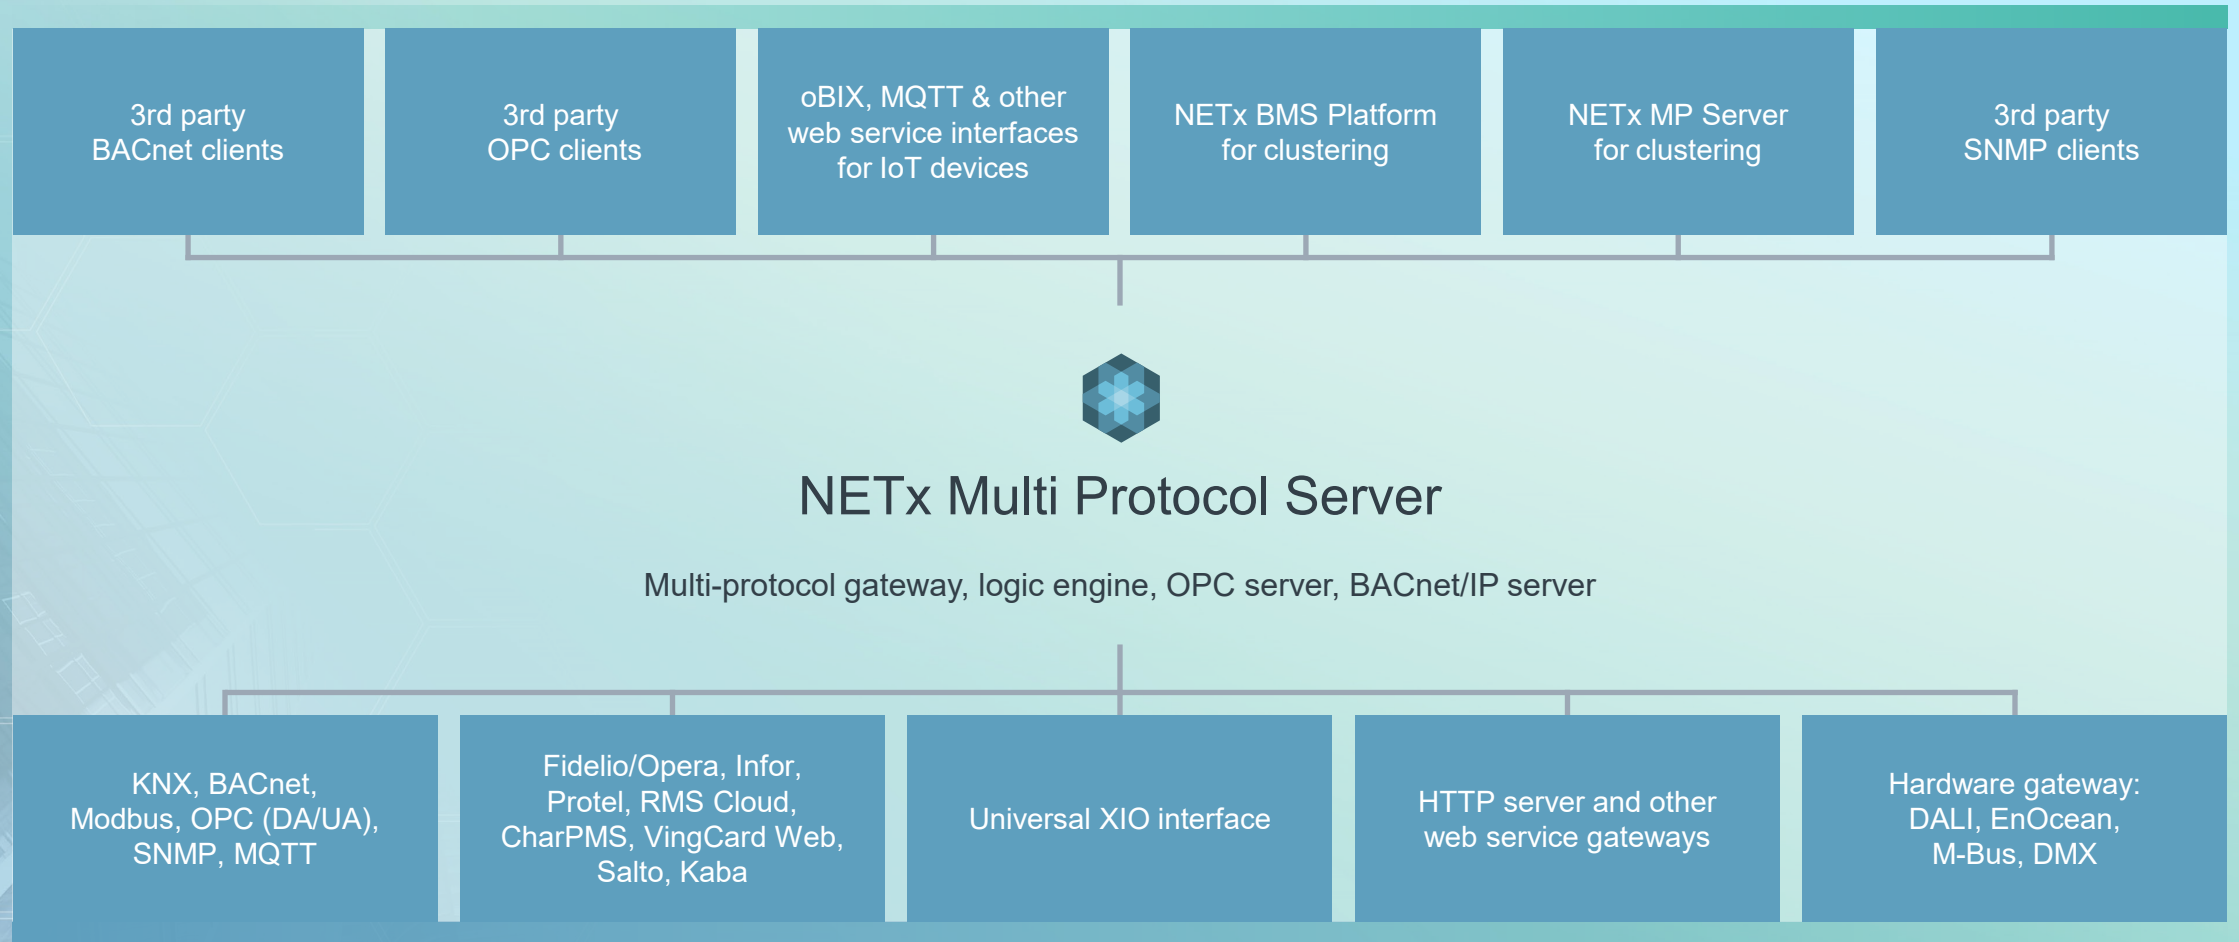 3rd party
BACnet clients
3rd party
OPC clients
oBIX, MQTT & other
web service interfaces
for IoT devices
NETx BMS Platform
for clustering
NETx MP Server
for clustering
3rd party
SNMP clients
NETx Multi Protocol Server
Multi-protocol gateway, logic engine, OPC server, BACnet/IP server
KNX, BACnet,
Modbus, OPC (DA/UA),
SNMP, MQTT
Fidelio/Opera, Infor,
Protel, RMS Cloud,
CharPMS, VingCard Web,
Salto, Kaba
Universal XIO interface
HTTP server and other
web service gateways
Hardware gateway:
DALI, EnOcean,
M-Bus, DMX